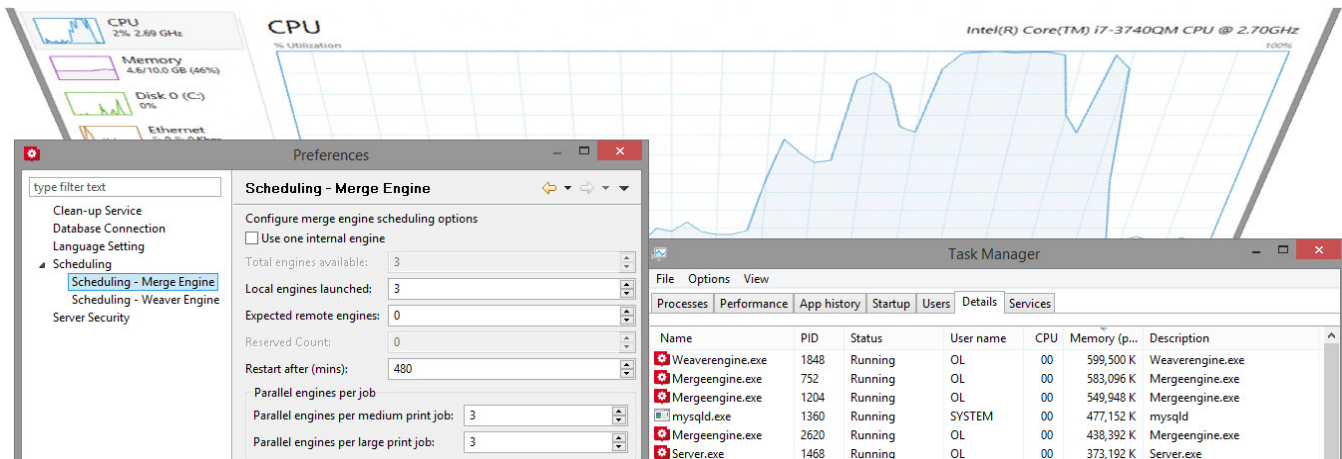 CPU
2% 2.69 GHz
Memory
4.6/10.0 GB (46%)
Disk 0 (C:)
0%
Ethernet
CPU
Intel(R) Core(TM) i7-3740QM CPU @ 2.70GHz
% Utilization
100%
Preferences
type filter text
Clean-up Service
Database Connection
Language Setting
Scheduling
Scheduling - Merge Engine
Scheduling - Weaver Engine
Server Security
Scheduling - Merge Engine
Configure merge engine scheduling options
Use one internal engine
Total engines available: 3
Local engines launched: 3
Expected remote engines: 0
Reserved Count: 0
Restart after (mins): 480
Parallel engines per job
Parallel engines per medium print job: 3
Parallel engines per large print job: 3
Task Manager
File Options View
Processes Performance App history Startup Users Details Services
Name PID Status User name CPU Memory (p... Description
Weaverengine.exe 1848 Running OL 00 599,500 K Weaverengine.exe
Mergeengine.exe 752 Running OL 00 583,096 K Mergeengine.exe
Mergeengine.exe 1204 Running OL 00 549,948 K Mergeengine.exe
mysqld.exe 1360 Running SYSTEM 00 477,152 K mysqld
Mergeengine.exe 2620 Running OL 00 438,392 K Mergeengine.exe
Server.exe 1468 Running OL 00 373,192 K Server.exe